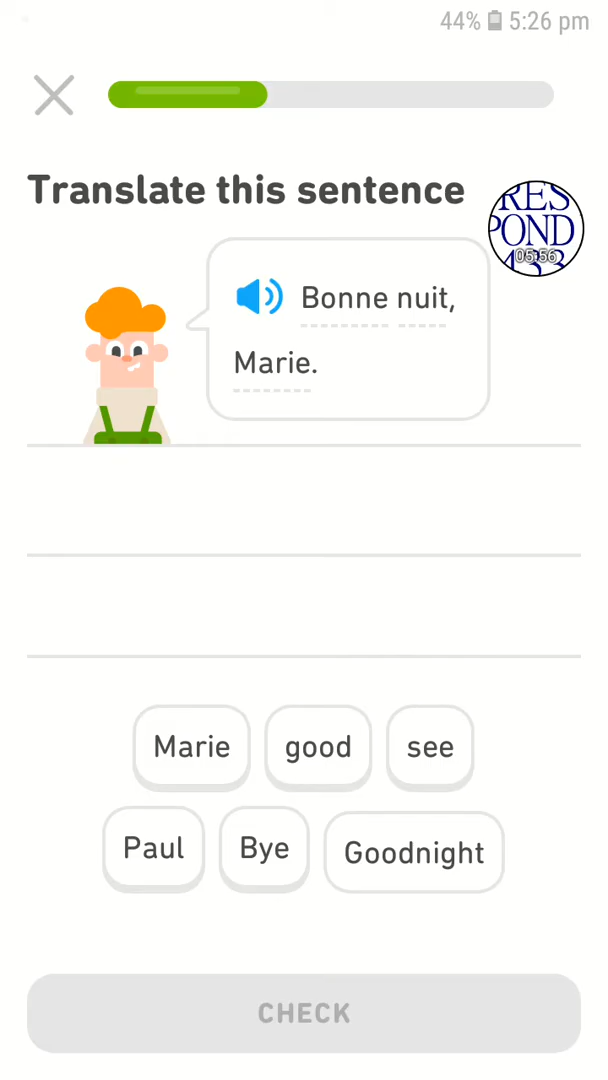 44% 5:26 pm
Translate this sentence
RES
POND
05:56
Bonne nuit,
Marie.
Marie good see
Paul Bye Goodnight
CHECK